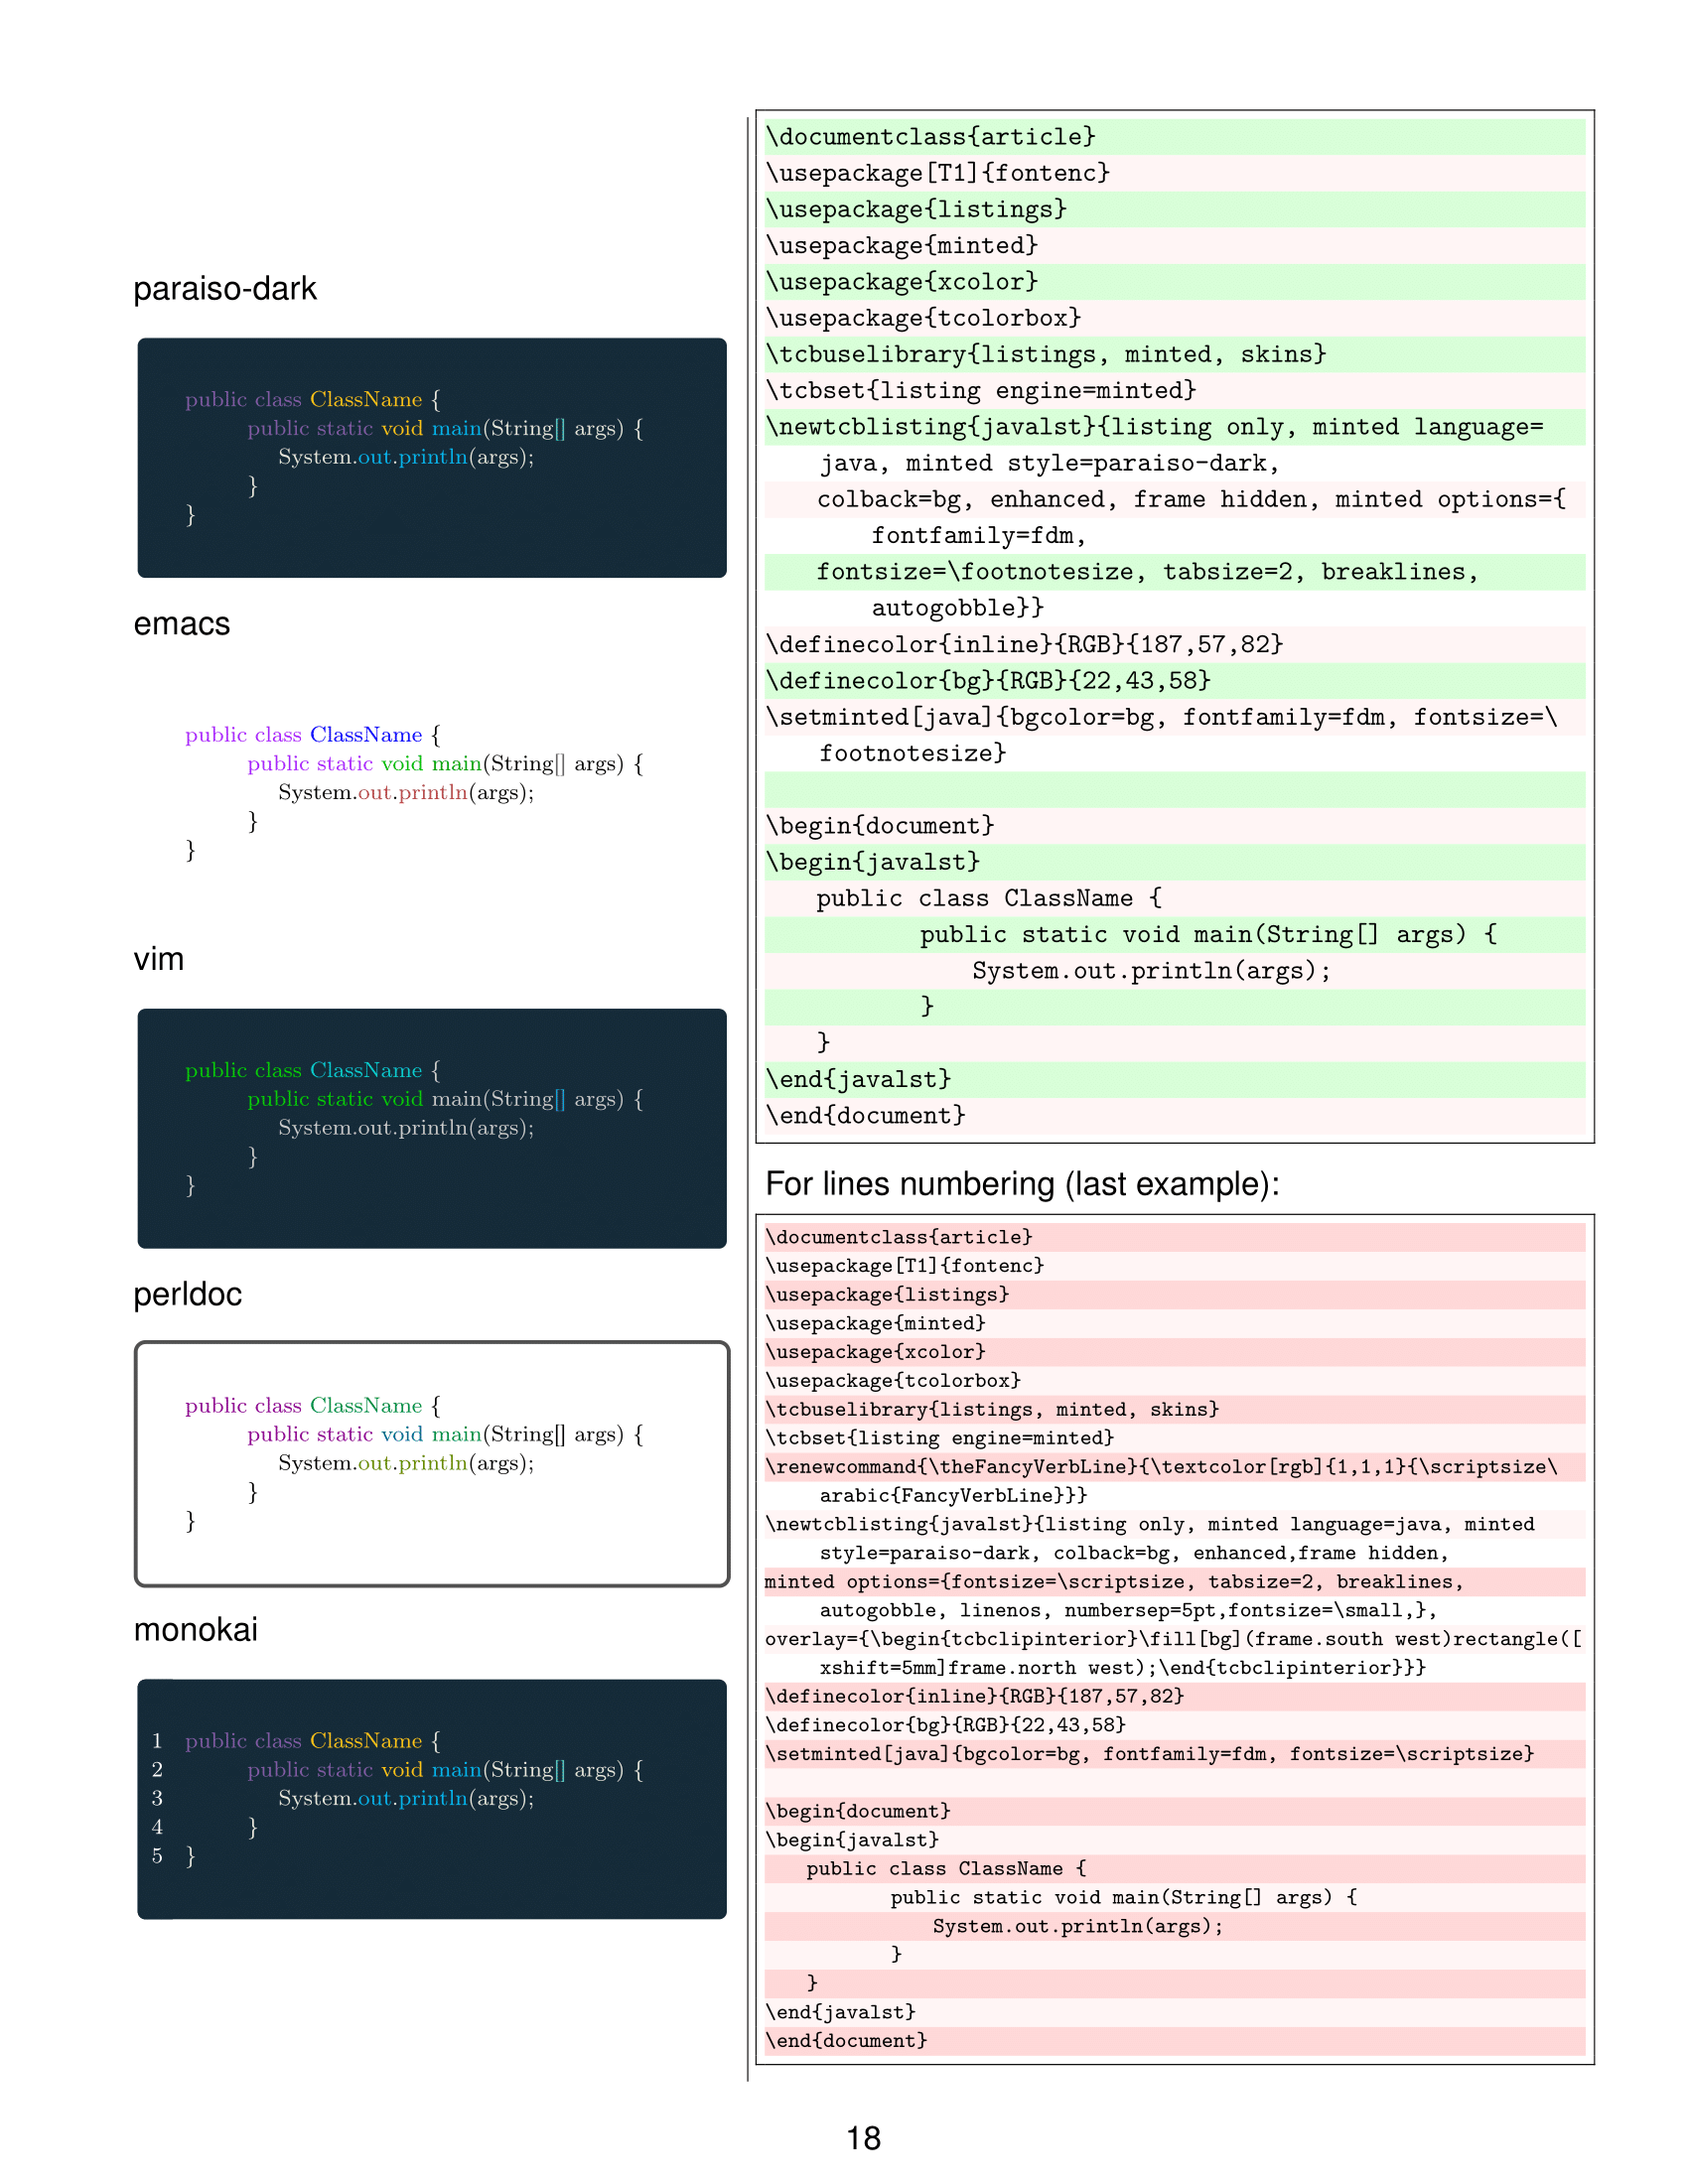 paraiso-dark
public class ClassName {
public static void main(String[] args) {
System.out.println(args);
}
}
emacs
public class ClassName {
public static void main(String[] args) {
System.out.println(args);
}
}
vim
public class ClassName {
public static void main(String[] args) {
System.out.println(args);
}
}
perldoc
public class ClassName {
public static void main(String[] args) {
System.out.println(args);
}
}
monokai
1 public class ClassName {
2 public static void main(String[] args) {
3 System.out.println(args);
4 }
5 }
\documentclass{article}
\usepackage[T1]{fontenc}
\usepackage{listings}
\usepackage{minted}
\usepackage{xcolor}
\usepackage{tcolorbox}
\tcbuselibrary{listings, minted, skins}
\tcbset{listing engine=minted}
\newtcblisting{javalst}{listing only, minted language=
java, minted style=paraiso-dark,
colback=bg, enhanced, frame hidden, minted options={
fontfamily=fdm,
fontsize=\footnotesize, tabsize=2, breaklines,
autogobble}}
\definecolor{inline}{RGB}{187,57,82}
\definecolor{bg}{RGB}{22,43,58}
\setminted[java]{bgcolor=bg, fontfamily=fdm, fontsize=\
footnotesize}
\begin{document}
\begin{javalst}
public class ClassName {
public static void main(String[] args) {
System.out.println(args);
}
}
\end{javalst}
\end{document}
For lines numbering (last example):
\documentclass{article}
\usepackage[T1]{fontenc}
\usepackage{listings}
\usepackage{minted}
\usepackage{xcolor}
\usepackage{tcolorbox}
\tcbuselibrary{listings, minted, skins}
\tcbset{listing engine=minted}
\renewcommand{\theFancyVerbLine}{\textcolor[rgb]{1,1,1}{\scriptsize\
arabic{FancyVerbLine}}}
\newtcblisting{javalst}{listing only, minted language=java, minted
style=paraiso-dark, colback=bg, enhanced,frame hidden,
minted options={fontsize=\scriptsize, tabsize=2, breaklines,
autogobble, linenos, numbersep=5pt,fontsize=\small,},
overlay={\begin{tcbclipinterior}\fill[bg](frame.south west)rectangle([
xshift=5mm]frame.north west);\end{tcbclipinterior}}}
\definecolor{inline}{RGB}{187,57,82}
\definecolor{bg}{RGB}{22,43,58}
\setminted[java]{bgcolor=bg, fontfamily=fdm, fontsize=\scriptsize}
\begin{document}
\begin{javalst}
public class ClassName {
public static void main(String[] args) {
System.out.println(args);
}
}
\end{javalst}
\end{document}
18